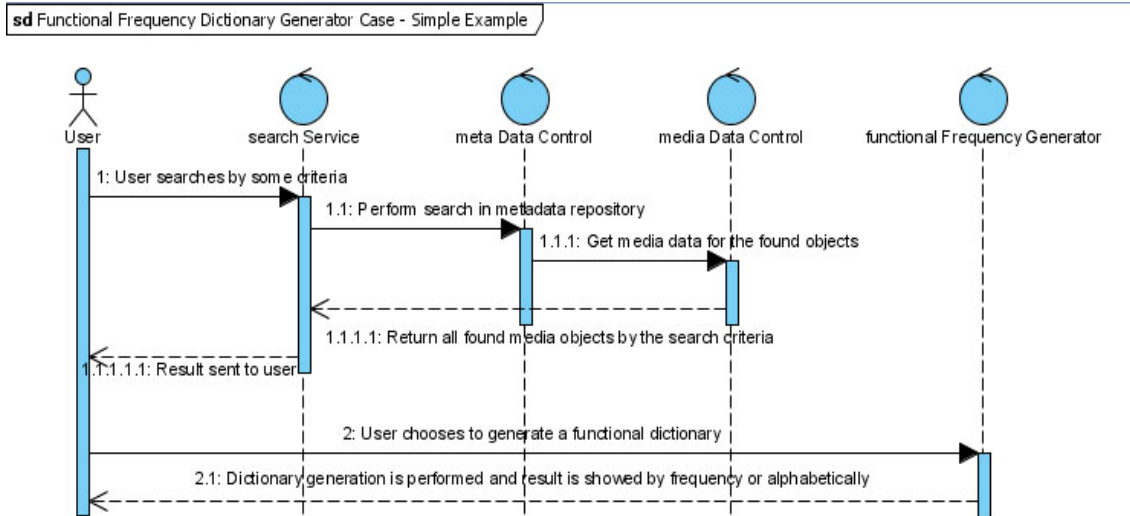 sd Functional Frequency Dictionary Generator Case - Simple Example
User
search Service
meta Data Control
media Data Control
functional Frequency Generator
1: User searches by some criteria
1.1: Perform search in metadata repository
1.1.1: Get media data for the found objects
1.1.1.1: Return all found media objects by the search criteria
1.1.1.1.1: Result sent to user
2: User chooses to generate a functional dictionary
2.1: Dictionary generation is performed and result is showed by frequency or alphabetically